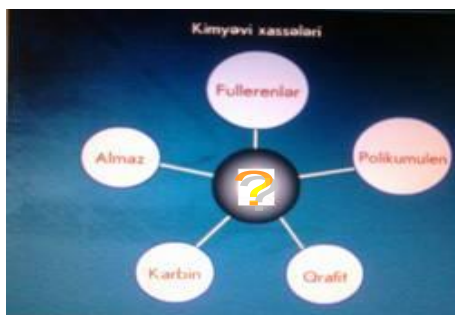 Kimyəvi xassələri
Fullerenlər
Almaz
Polikumulen
?
Karbin
Qrafit